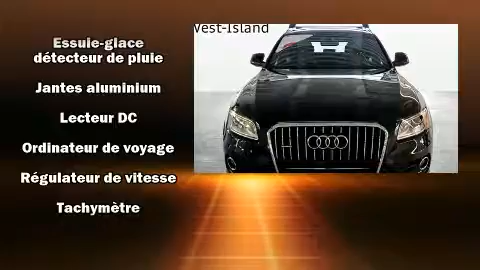 Essuie-glace
détecteur de pluie
Jantes aluminium
Lecteur DC
Ordinateur de voyage
Régulateur de vitesse
Tachymètre
West-Island